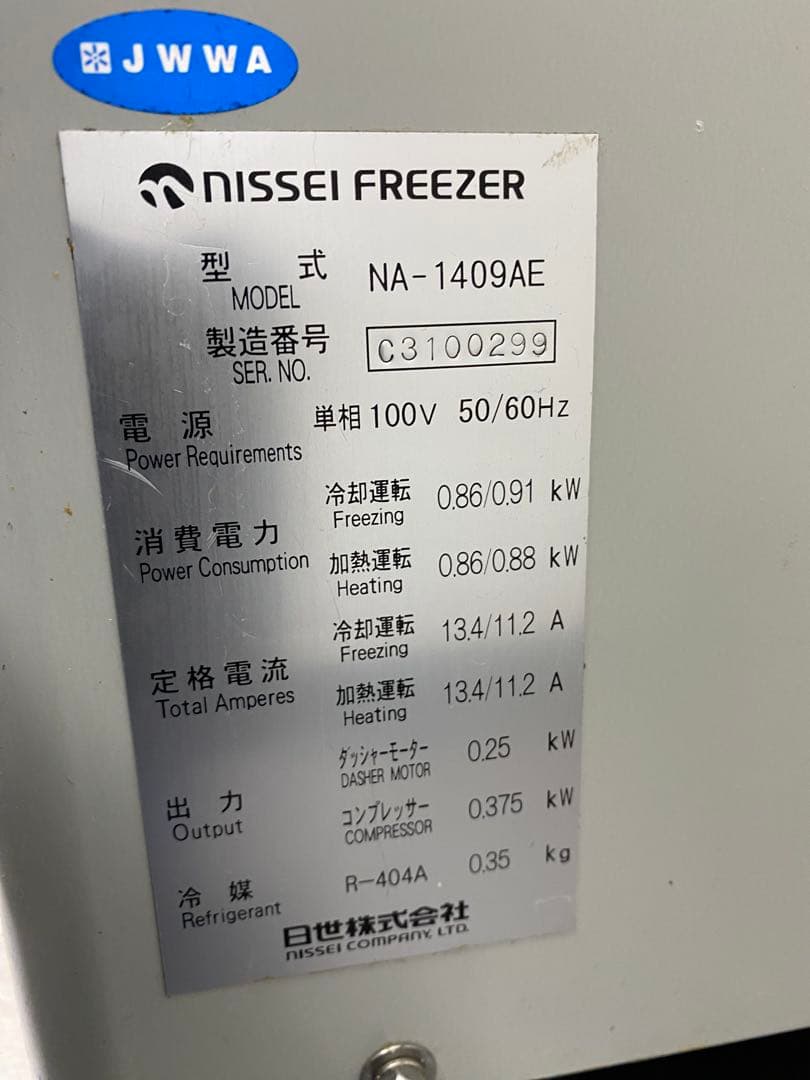 JWWA
NISSEI FREEZER
型式 NA-1409AE
MODEL
製造番号 C3100299
SER. NO.
電源 単相 100V 50/60Hz
Power Requirements
冷却運転 0.86/0.91 kW
Freezing
消費電力
Power Consumption
加熱運転 0.86/0.88 kW
Heating
冷却運転 13.4/11.2 A
Freezing
定格電流
Total Amperes
加熱運転 13.4/11.2 A
Heating
ダッシャーモーター 0.25 kW
DASHER MOTOR
出力
Output
コンプレッサー 0.375 kW
COMPRESSOR
冷媒 R-404A 0.35 kg
Refrigerant
日世株式会社
NISSEI COMPANY, LTD.